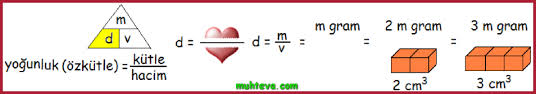 m
d v
yoğunluk (özkütle) = kütle
hacim
d =
d = m
v
= m gram
= 2 m gram
2 cm³
= 3 m gram
3 cm³
muhteva.com